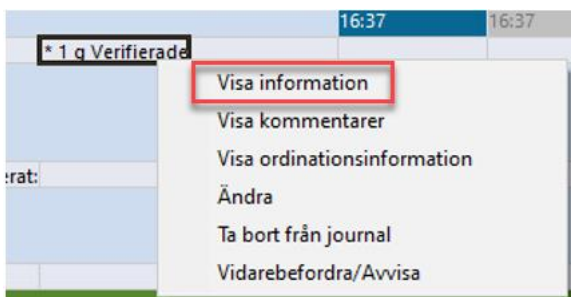 16:37 16:37
* 1 g Verifierade
Visa information
Visa kommentarer
Visa ordinationsinformation
erat:
Ändra
Ta bort från journal
Vidarebefordra/Avvisa